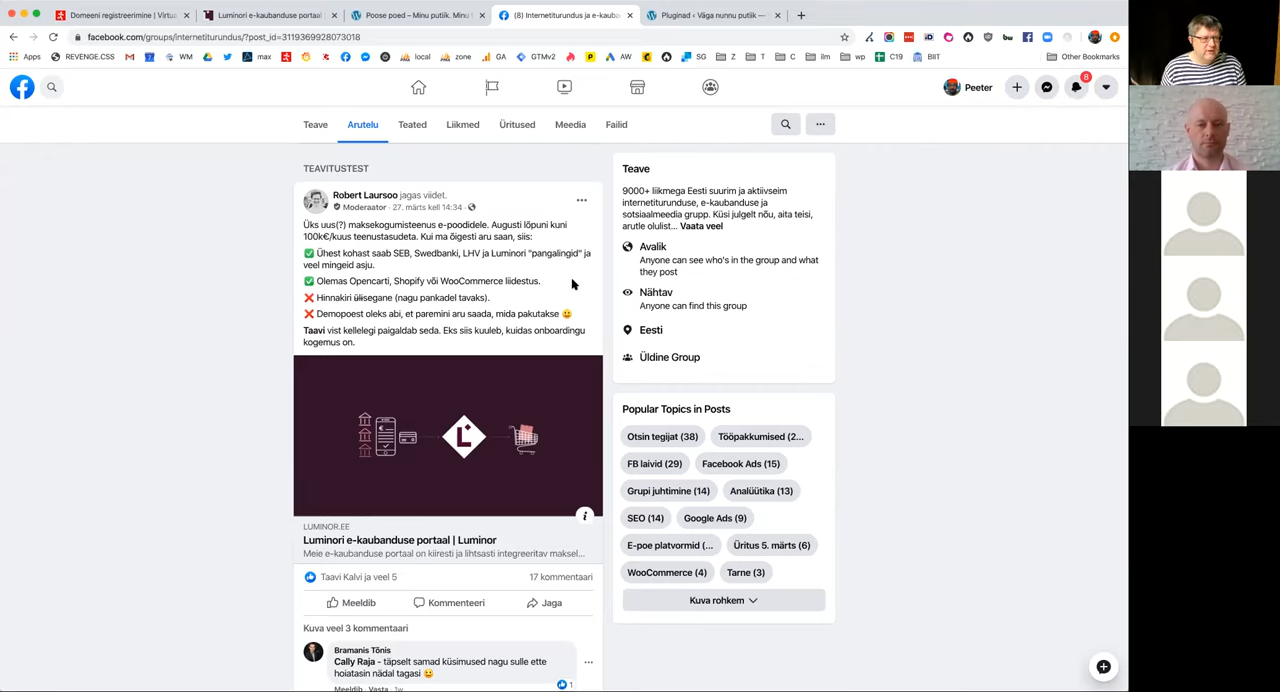 Domeeni registreerimine | Virtua
Luminori e-kaubanduse portaal |
Poose poed – Minu putiik. Minu
(8) Internetiturundus ja e-kauba
Pluginad ‹ Väga nunnu putiik —
facebook.com/groups/internetiturundus/?post_id=3119369928073018
Apps
REVENGE.CSS
WM
max
local
zone
GA
GTMv2
AW
SG
Z
T
C
ilm
wp
C19
BIIT
Other Bookmarks
Peeter
8
Teave
Arutelu
Teated
Liikmed
Üritused
Meedia
Failid
TEAVITUSTEST
Robert Laursoo jagas viidet.
Moderaator · 27. märts kell 14:34 ·
Üks uus(?) maksekogumisteenus e-poodidele. Augusti lõpuni kuni
100k€/kuus teenustasudeta. Kui ma õigesti aru saan, siis:
✅ Ühest kohast saab SEB, Swedbanki, LHV ja Luminori "pangalingid" ja
veel mingeid asju.
✅ Olemas Opencarti, Shopify või WooCommerce liidestus.
❌ Hinnakiri ülisegane (nagu pankadel tavaks).
❌ Demopoest oleks abi, et paremini aru saada, mida pakutakse 😃
Taavi vist kellelegi paigaldab seda. Eks siis kuuleb, kuidas onboardingu
kogemus on.
L
LUMINOR.EE
Luminori e-kaubanduse portaal | Luminor
Meie e-kaubanduse portaal on kiiresti ja lihtsasti integreeritav maksel...
Taavi Kalvi ja veel 5
17 kommentaari
Meeldib
Kommenteeri
Jaga
Kuva veel 3 kommentaari
Bramanis Tõnis
Cally Raja - täpselt samad küsimused nagu sulle ette
hoiatasin nädal tagasi 😃
1
Meeldib · Vasta · 1w
Teave
9000+ liikmega Eesti suurim ja aktiivseim
internetiturunduse, e-kaubanduse ja
sotsiaalmeedia grupp. Küsi julgelt nõu, aita teisi,
arutle olulist... Vaata veel
Avalik
Anyone can see who's in the group and what
they post
Nähtav
Anyone can find this group
Eesti
Üldine Group
Popular Topics in Posts
Otsin tegijat (38)
Tööpakkumised (2...
FB laivid (29)
Facebook Ads (15)
Grupi juhtimine (14)
Analüütika (13)
SEO (14)
Google Ads (9)
E-poe platvormid (...
Üritus 5. märts (6)
WooCommerce (4)
Tarne (3)
Kuva rohkem